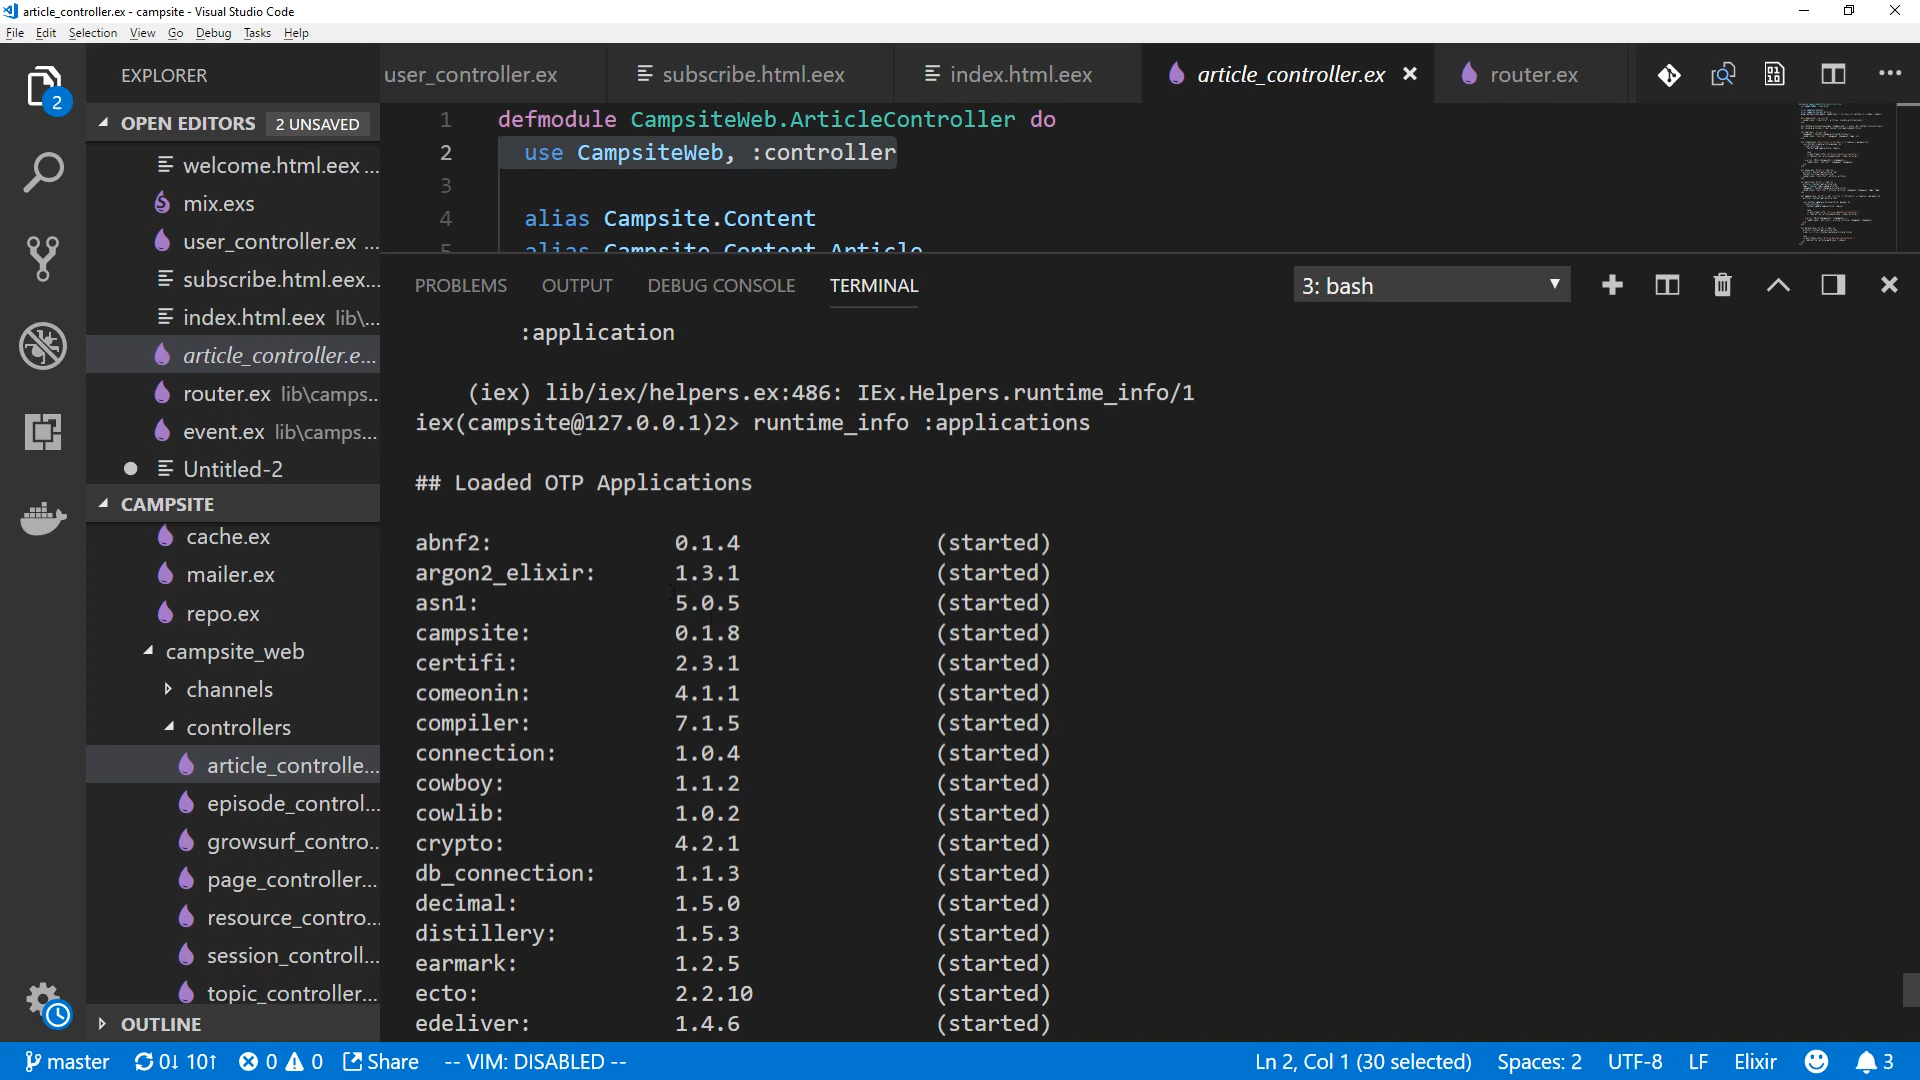 article_controller.ex - campsite - Visual Studio Code
File Edit Selection View Go Debug Tasks Help
EXPLORER
2
OPEN EDITORS 2 UNSAVED
welcome.html.eex ...
mix.exs
user_controller.ex ...
subscribe.html.eex...
index.html.eex lib\...
article_controller.e...
router.ex lib\camps...
event.ex lib\camps...
Untitled-2
CAMPSITE
cache.ex
mailer.ex
repo.ex
campsite_web
channels
controllers
article_controlle...
episode_control...
growsurf_contro...
page_controller...
resource_contro...
session_controll...
topic_controller...
OUTLINE
user_controller.ex subscribe.html.eex index.html.eex article_controller.ex router.ex
1 defmodule CampsiteWeb.ArticleController do
2 use CampsiteWeb, :controller
3
4 alias Campsite.Content
5 alias Campsite.Content.Article
PROBLEMS OUTPUT DEBUG CONSOLE TERMINAL 3: bash
:application
(iex) lib/iex/helpers.ex:486: IEx.Helpers.runtime_info/1
iex(campsite@127.0.0.1)2> runtime_info :applications
## Loaded OTP Applications
abnf2: 0.1.4 (started)
argon2_elixir: 1.3.1 (started)
asn1: 5.0.5 (started)
campsite: 0.1.8 (started)
certifi: 2.3.1 (started)
comeonin: 4.1.1 (started)
compiler: 7.1.5 (started)
connection: 1.0.4 (started)
cowboy: 1.1.2 (started)
cowlib: 1.0.2 (started)
crypto: 4.2.1 (started)
db_connection: 1.1.3 (started)
decimal: 1.5.0 (started)
distillery: 1.5.3 (started)
earmark: 1.2.5 (started)
ecto: 2.2.10 (started)
edeliver: 1.4.6 (started)
master 0↓ 10↑ 0 0 Share -- VIM: DISABLED -- Ln 2, Col 1 (30 selected) Spaces: 2 UTF-8 LF Elixir 3